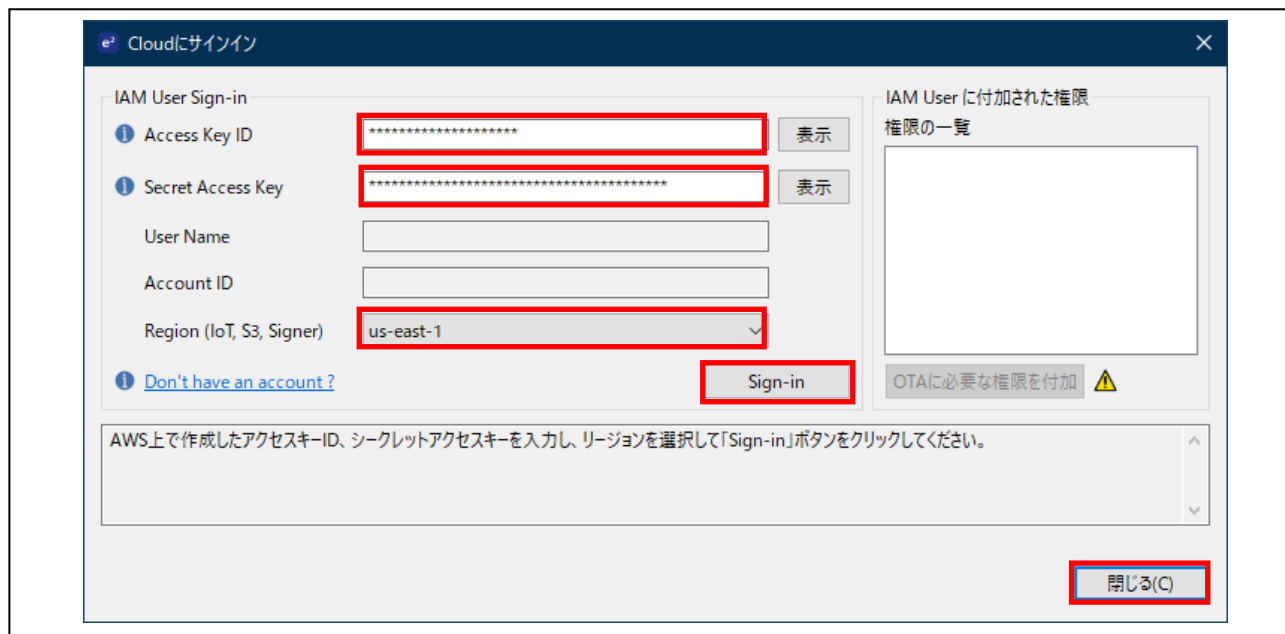 e² Cloudにサインイン
IAM User Sign-in
Access Key ID
********************
表示
Secret Access Key
****************************************
表示
User Name
Account ID
Region (IoT, S3, Signer)
us-east-1
Don't have an account ?
Sign-in
IAM User に付加された権限
権限の一覧
OTAに必要な権限を付加
AWS上で作成したアクセスキーID、シークレットアクセスキーを入力し、リージョンを選択して「Sign-in」ボタンをクリックしてください。
閉じる(C)